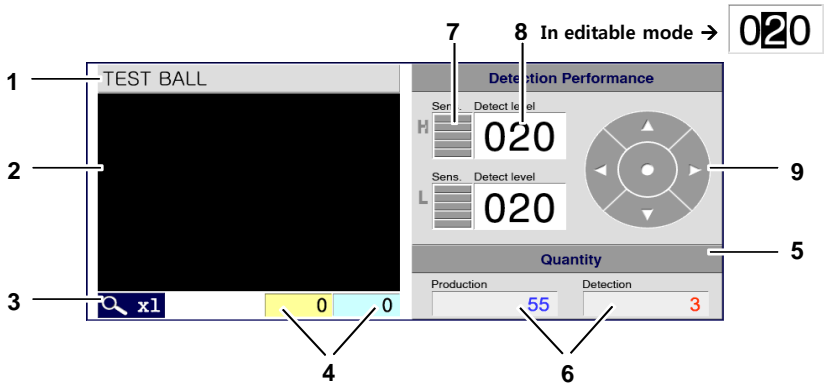 7
8
In editable mode → 020
1
TEST BALL
Detection Performance
Sens. Detect level
H
020
2
9
Sens. Detect level
L
020
5
Quantity
Production
Detection
3
x1
0
0
55
3
4
6